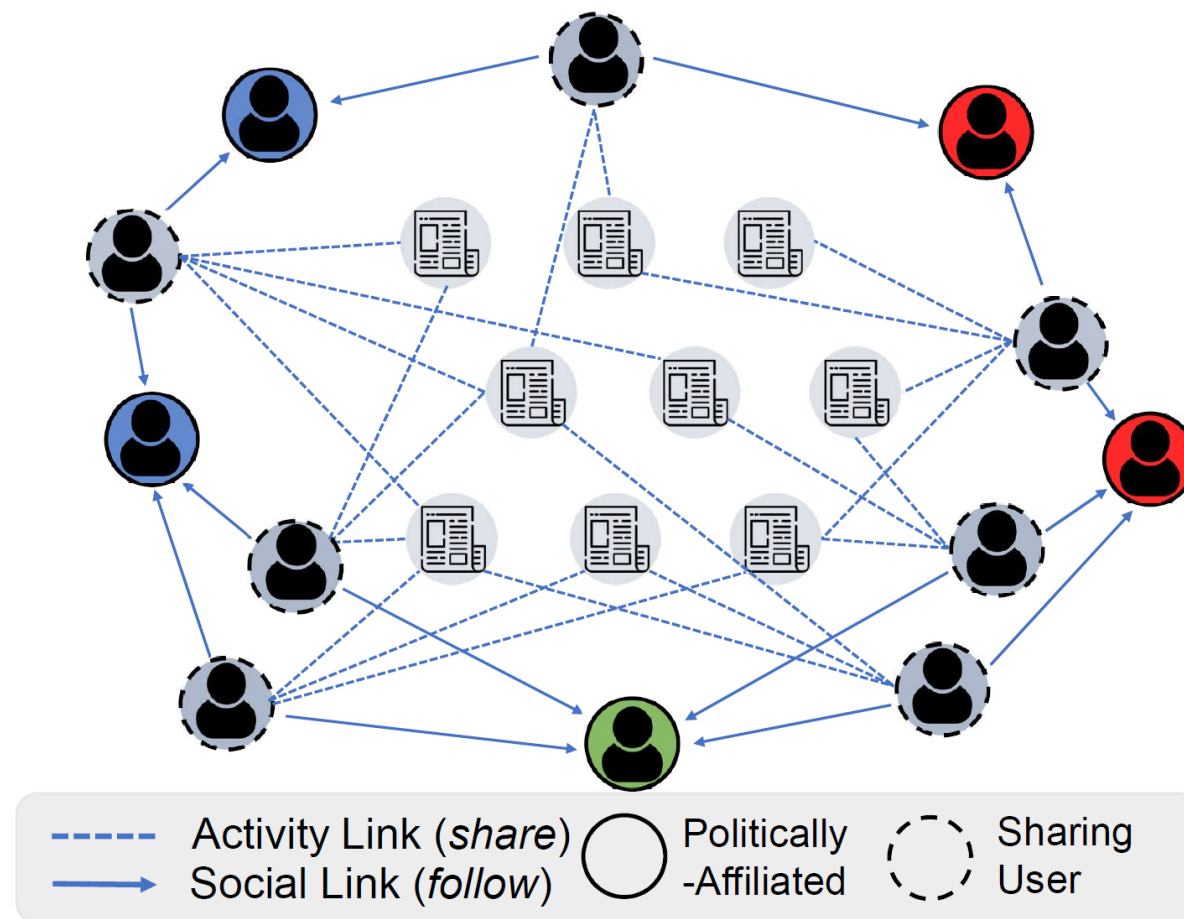 Activity Link (share)
Social Link (follow)
Politically
-Affiliated
Sharing
User